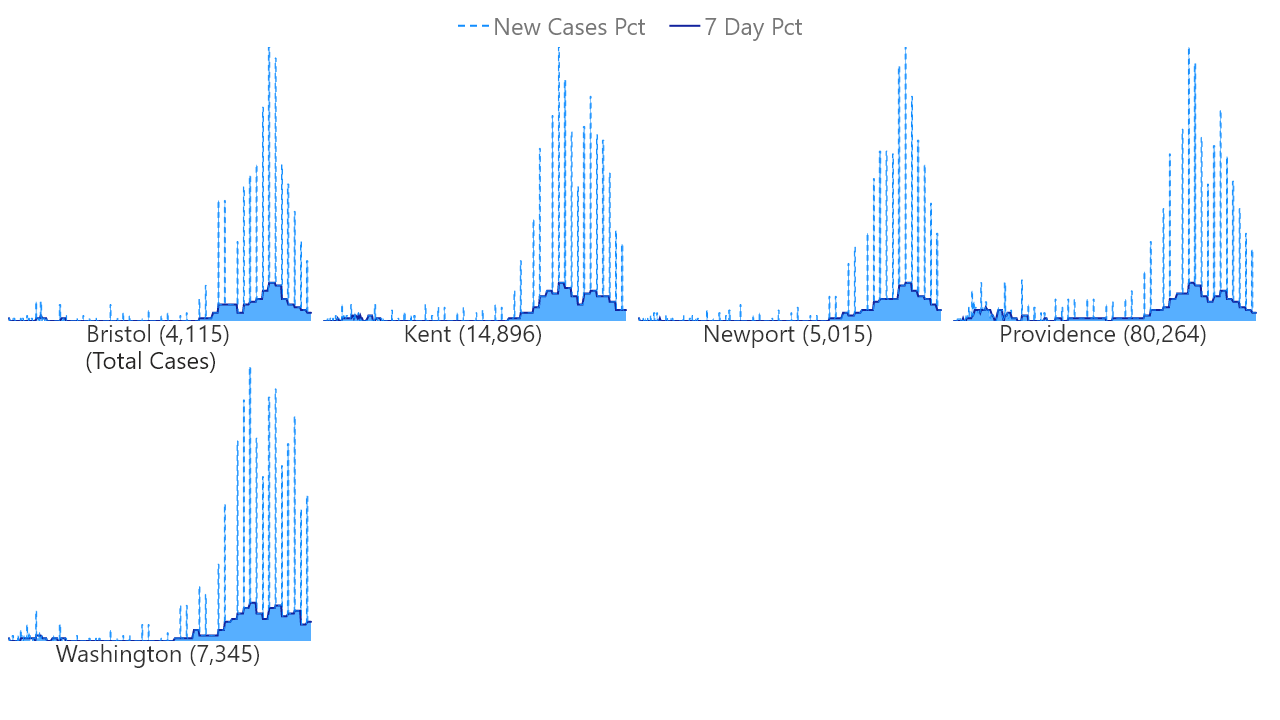 New Cases Pct
7 Day Pct
Bristol (4,115)
(Total Cases)
Kent (14,896)
Newport (5,015)
Providence (80,264)
Washington (7,345)